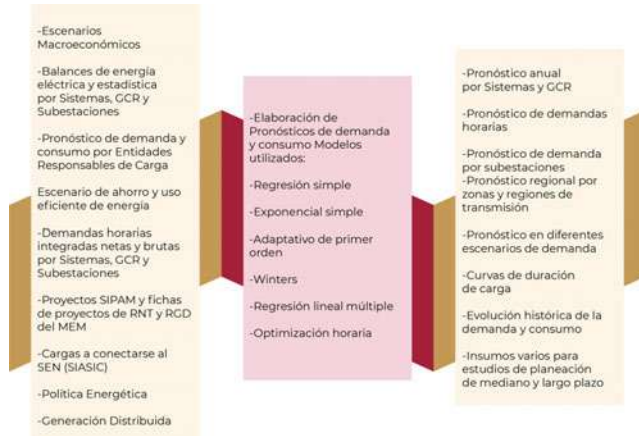 -Escenarios
Macroeconómicos
-Balances de energía
eléctrica y estadística
por Sistemas, GCR y
Subestaciones
-Pronóstico de demanda y
consumo por Entidades
Responsables de Carga
Escenario de ahorro y uso
eficiente de energía
-Demandas horarias
integradas netas y brutas
por Sistemas, GCR y
Subestaciones
-Proyectos SIPAM y fichas
de proyectos de RNT y RGD
del MEM
-Cargas a conectarse al
SEN (SIASIC)
-Política Energética
-Generación Distribuida
-Elaboración de
Pronósticos de demanda
y consumo Modelos
utilizados:
-Regresión simple
-Exponencial simple
-Adaptativo de primer
orden
-Winters
-Regresión lineal múltiple
-Optimización horaria
-Pronóstico anual
por Sistemas y GCR
-Pronóstico de demandas
horarias
-Pronóstico de demanda
por subestaciones
-Pronóstico regional por
zonas y regiones de
transmisión
-Pronóstico en diferentes
escenarios de demanda
-Curvas de duración
de carga
-Evolución histórica de la
demanda y consumo
-Insumos varios para
estudios de planeación
de mediano y largo plazo